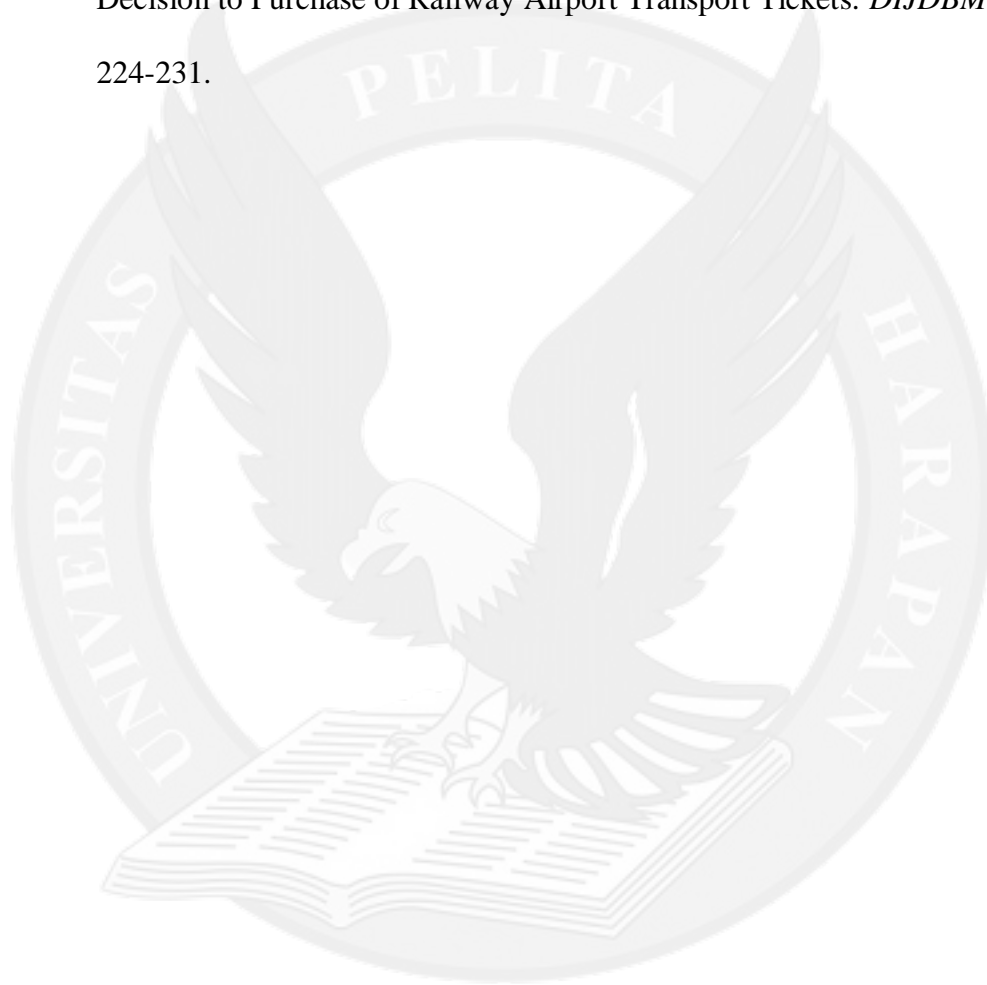 Decision to Purchase of Railway Airport Transport Tickets. DIJDBM
224-231.
UNIVERSITAS PELITA HARAPAN